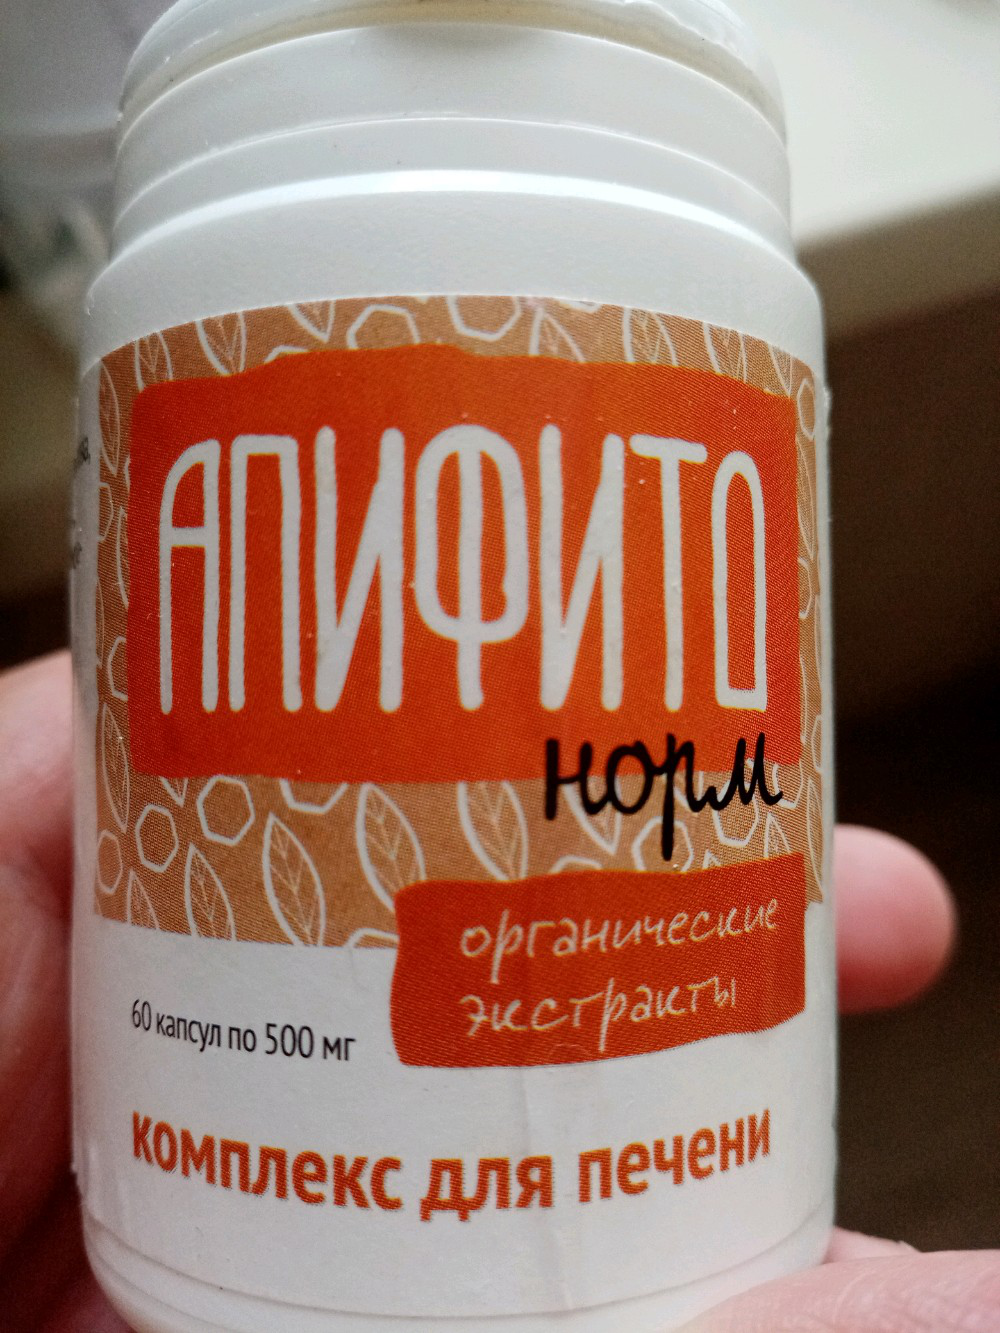 АПИФИТО
норм
органические
экстракты
60 капсул по 500 мг
комплекс для печени